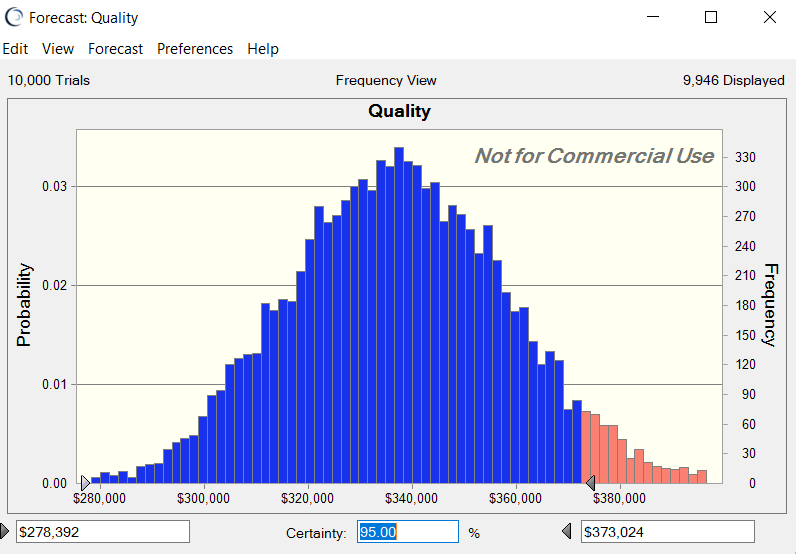 Forecast: Quality
Edit View Forecast Preferences Help
10,000 Trials Frequency View 9,946 Displayed
Quality
Not for Commercial Use
Probability
0.03
0.02
0.01
0.00
330
300
270
240
210
180
150
120
90
60
30
0
Frequency
$280,000 $300,000 $320,000 $340,000 $360,000 $380,000
$278,392 Certainty: 95.00 % $373,024